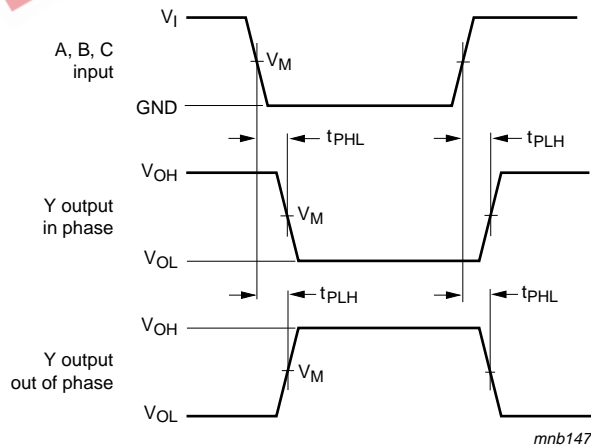 V_I
A, B, C
input
V_M
GND
t_PHL
t_PLH
V_OH
Y output
in phase
V_M
V_OL
t_PLH
t_PHL
V_OH
Y output
out of phase
V_M
V_OL
mnb147